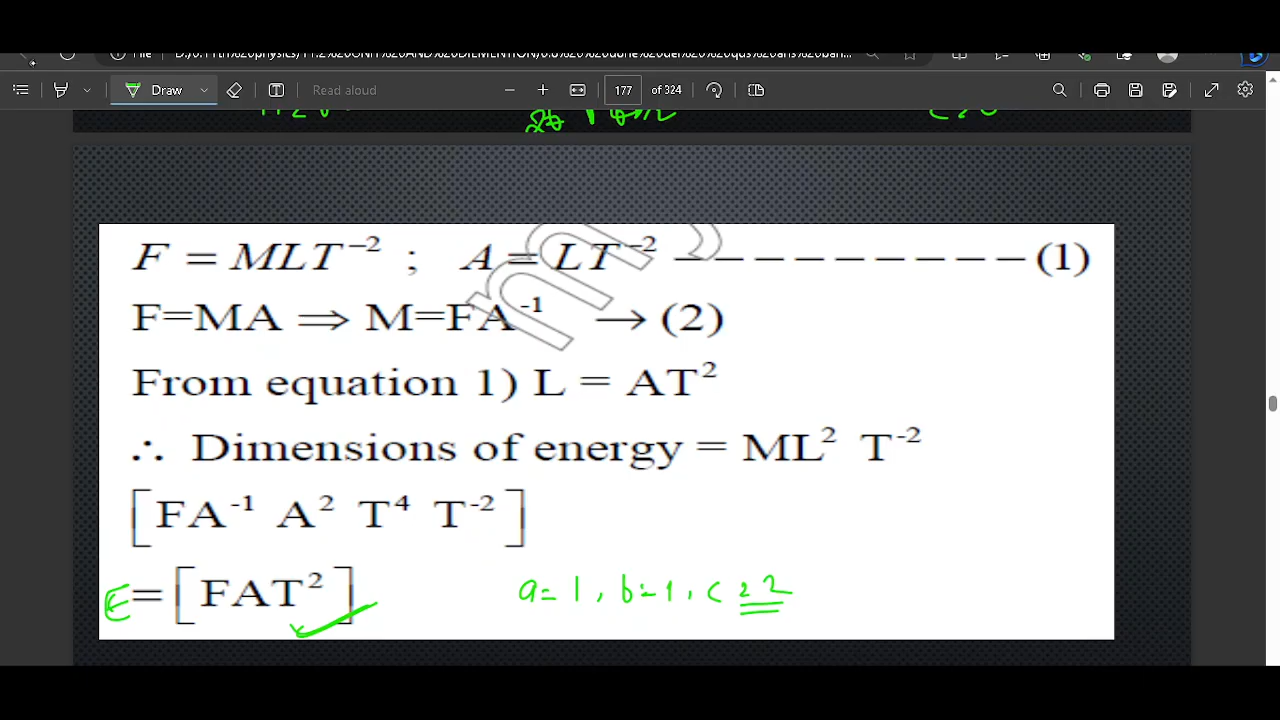 Draw
Read aloud
177
of 324
F = MLT⁻² ; A = LT⁻² ---------- (1)
F=MA ⇒ M=FA⁻¹ → (2)
From equation 1) L = AT²
∴ Dimensions of energy = ML² T⁻²
[FA⁻¹ A² T⁴ T⁻²]
E = [FAT²] a=1, b=1, c=2